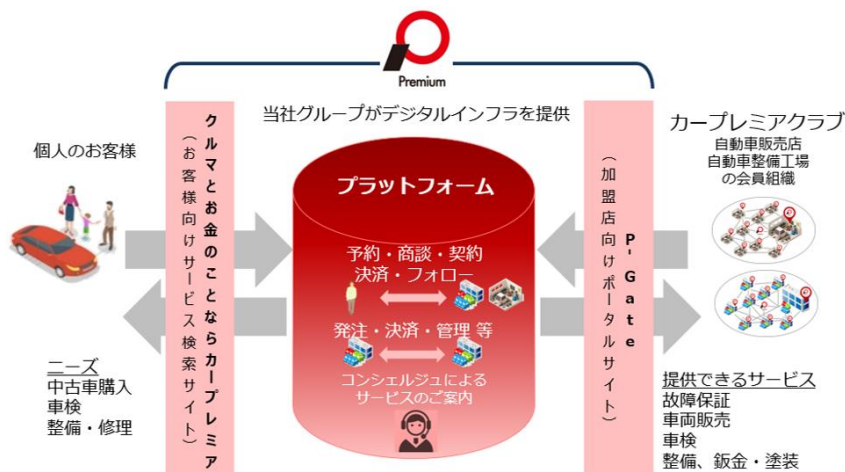 Premium
当社グループがデジタルインフラを提供
個人のお客様
クルマとお金のことならカープレミア
（お客様向けサービス検索サイト）
プラットフォーム
予約・商談・契約
決済・フォロー
発注・決済・管理 等
コンシェルジュによる
サービスのご案内
P'Gate
（加盟店向けポータルサイト）
カープレミアクラブ
自動車販売店
自動車整備工場
の会員組織
ニーズ
中古車購入
車検
整備・修理
提供できるサービス
故障保証
車両販売
車検
整備、鈑金・塗装